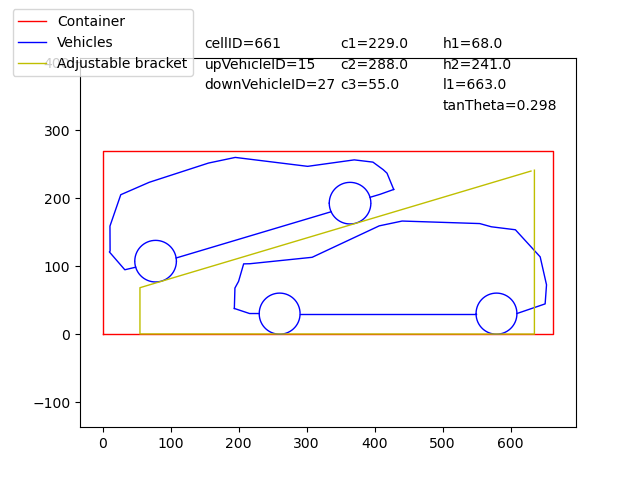 Container
Vehicles
Adjustable bracket
cellID=661 c1=229.0 h1=68.0
upVehicleID=15 c2=288.0 h2=241.0
downVehicleID=27 c3=55.0 l1=663.0
tanTheta=0.298
300
200
100
0
−100
0 100 200 300 400 500 600